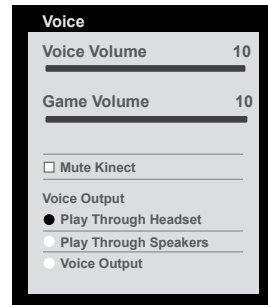 Voice
Voice Volume 10
Game Volume 10
Mute Kinect
Voice Output
Play Through Headset
Play Through Speakers
Voice Output